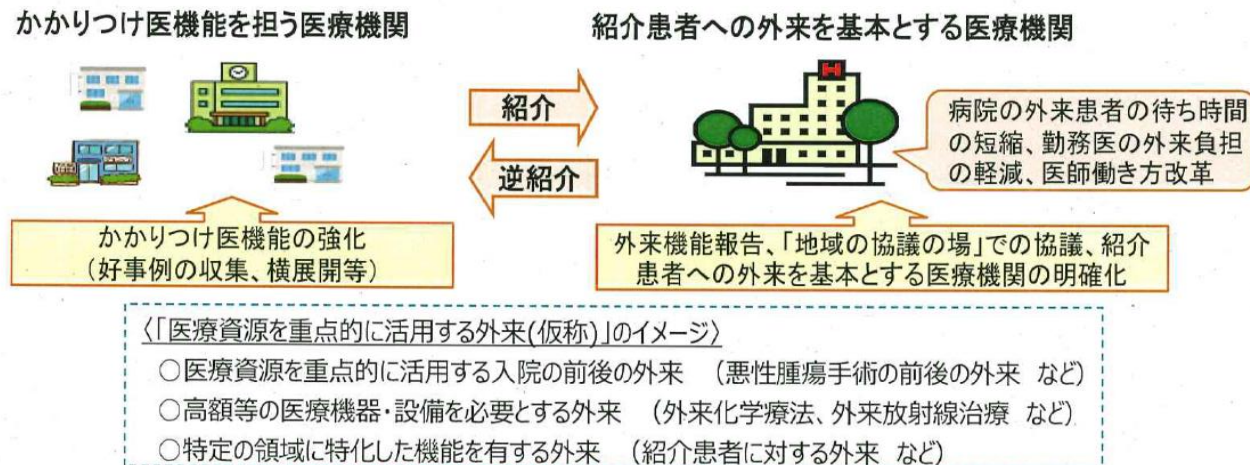 かかりつけ医機能を担う医療機関
紹介患者への外来を基本とする医療機関
紹介
逆紹介
H
病院の外来患者の待ち時間
の短縮、勤務医の外来負担
の軽減、医師働き方改革
かかりつけ医機能の強化
(好事例の収集、横展開等)
外来機能報告、「地域の協議の場」での協議、紹介
患者への外来を基本とする医療機関の明確化
〈「医療資源を重点的に活用する外来(仮称)」のイメージ〉
○医療資源を重点的に活用する入院の前後の外来 (悪性腫瘍手術の前後の外来 など)
○高額等の医療機器・設備を必要とする外来 (外来化学療法、外来放射線治療 など)
○特定の領域に特化した機能を有する外来 (紹介患者に対する外来 など)